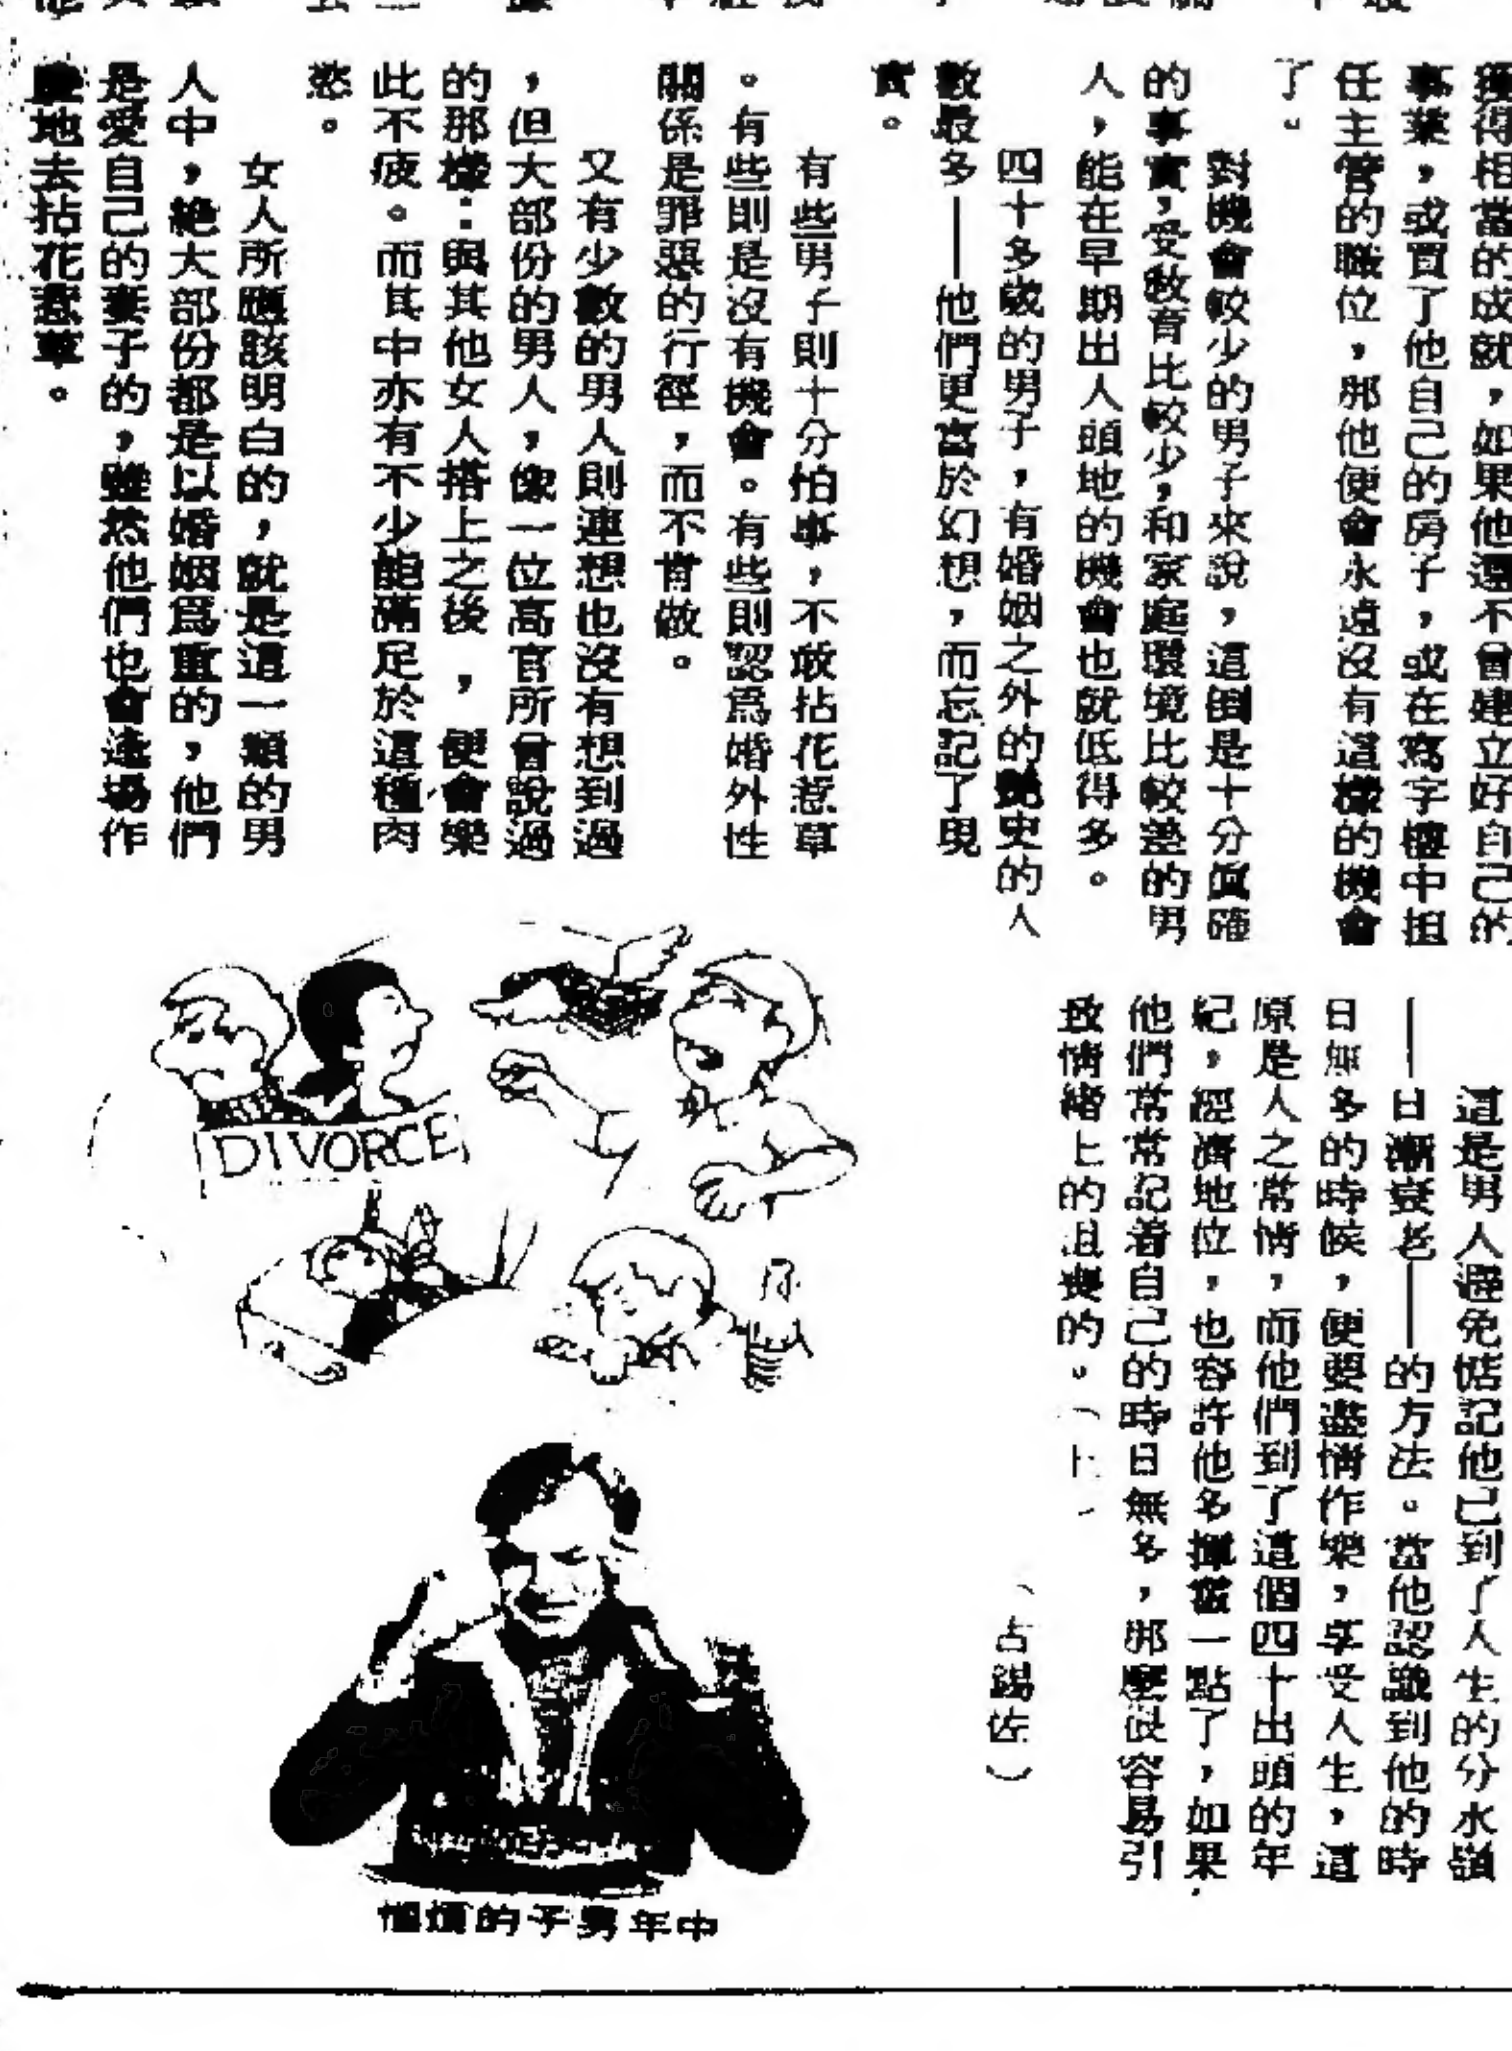 獲得相當的成就，如果他還不曾建立好自己的
事業，或買了他自己的房子，或在寫字樓中担
任主管的職位，那他便會永遠沒有這樣的機會
了。
對機會較少的男子來說，這倒是十分眞確
的事實，受教育比較少，和家庭環境比較差的男
人，能在早期出人頭地的機會也就低得多。
四十多歲的男子，有婚姻之外的艷史的人
數最多——他們更富於幻想，而忘記了現
實。
有些男子則十分怕事，不敢拈花惹草
。有些則是沒有機會。有些則認爲婚外性
關係是罪惡的行徑，而不肯做。
又有少數的男人則連想也沒有想到過
，但大部份的男人，像一位高官所曾說過
的那樣：與其他女人搭上之後，便會樂
此不疲。而其中亦有不少能滿足於這種肉
慾。
女人所應該明白的，就是這一類的男
人中，絕大部份都是以婚姻爲重的，他們
是愛自己的妻子的，雖然他們也會逢場作
地去拈花惹草。
這是男人避免惦記他已到了人生的分水嶺
——日漸衰老——的方法。當他認識到他的時
日無多的時候，便要盡情作樂，享受人生，這
原是人之常情，而他們到了這個四十出頭的年
紀，經濟地位，也容許他多揮霍一點了，如果
他們常常記着自己的時日無多，那麼很容易引
致情緒上的沮喪的。（十）
（占錫佐）
DIVORCE
惱煩的子男年中